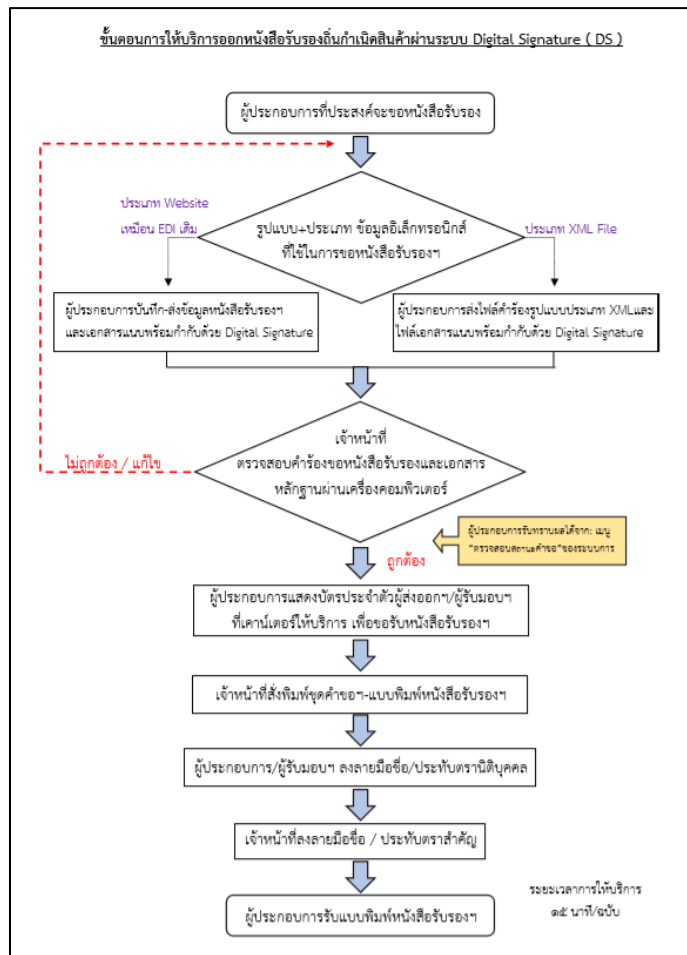 ขั้นตอนการให้บริการออกหนังสือรับรองถิ่นกำเนิดสินค้าผ่านระบบ Digital Signature ( DS )
ผู้ประกอบการที่ประสงค์จะขอหนังสือรับรอง
ประเภท Website
เหมือน EDI เดิม
รูปแบบ+ประเภท ข้อมูลอิเล็กทรอนิกส์
ที่ใช้ในการขอหนังสือรับรองฯ
ประเภท XML File
ผู้ประกอบการบันทึก-ส่งข้อมูลหนังสือรับรองฯ
และเอกสารแนบพร้อมกำกับด้วย Digital Signature
ผู้ประกอบการส่งไฟล์คำร้องรูปแบบประเภท XMLและ
ไฟล์เอกสารแนบพร้อมกำกับด้วย Digital Signature
เจ้าหน้าที่
ตรวจสอบคำร้องขอหนังสือรับรองและเอกสาร
หลักฐานผ่านเครื่องคอมพิวเตอร์
ไม่ถูกต้อง / แก้ไข
ผู้ประกอบการรับทราบผลได้จาก: เมนู
"ตรวจสอบสถานะคำขอ"ของระบบการ
ถูกต้อง
ผู้ประกอบการแสดงบัตรประจำตัวผู้ส่งออกฯ/ผู้รับมอบฯ
ที่เคาน์เตอร์ให้บริการ เพื่อขอรับหนังสือรับรองฯ
เจ้าหน้าที่สั่งพิมพ์ชุดคำขอฯ-แบบพิมพ์หนังสือรับรองฯ
ผู้ประกอบการ/ผู้รับมอบฯ ลงลายมือชื่อ/ประทับตรานิติบุคคล
เจ้าหน้าที่ลงลายมือชื่อ / ประทับตราสำคัญ
ผู้ประกอบการรับแบบพิมพ์หนังสือรับรองฯ
ระยะเวลาการให้บริการ
๑๕ นาที/ฉบับ